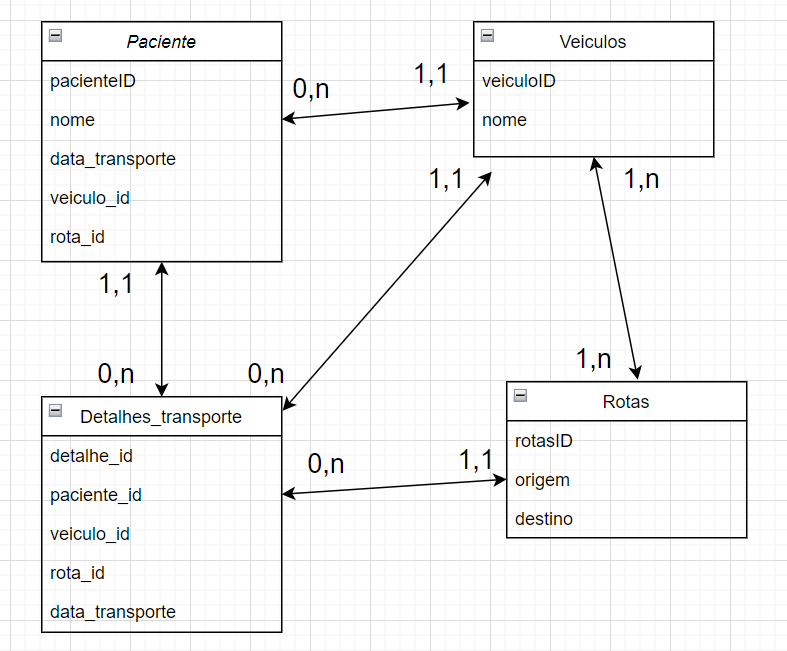 Paciente
pacienteID
nome
data_transporte
veiculo_id
rota_id
0,n
1,1
Veiculos
veiculoID
nome
1,1
1,n
1,1
0,n
0,n
1,n
Detalhes_transporte
detalhe_id
paciente_id
veiculo_id
rota_id
data_transporte
0,n
1,1
Rotas
rotasID
origem
destino